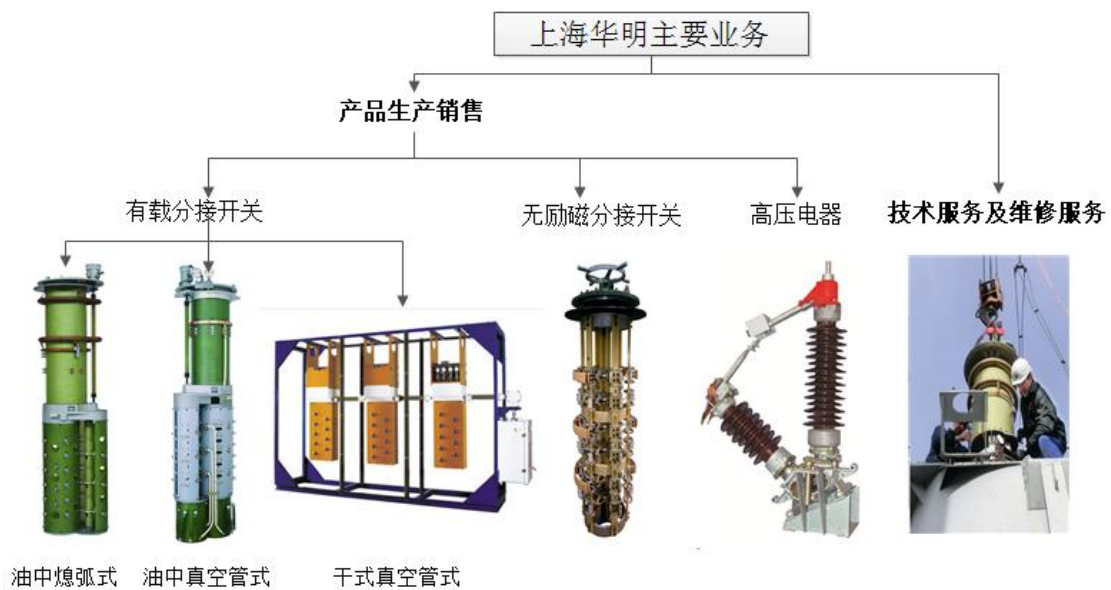 上海华明主要业务
产品生产销售
有载分接开关
无励磁分接开关
高压电器
技术服务及维修服务
油中熄弧式
油中真空管式
干式真空管式